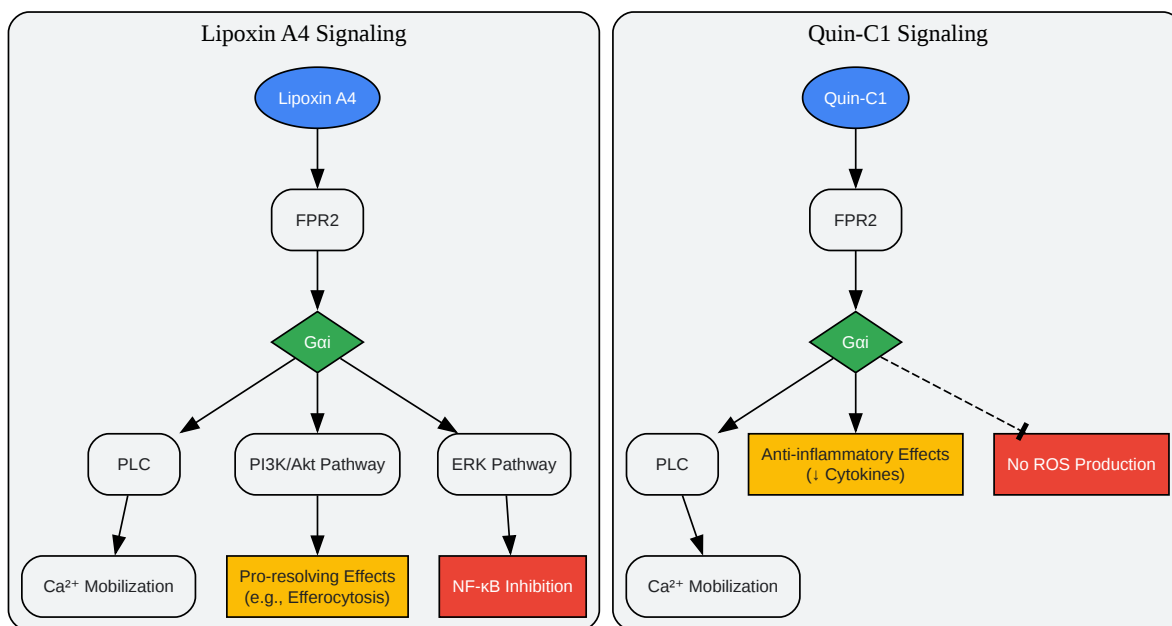 Lipoxin A4 Signaling
Lipoxin A4
FPR2
Gαi
PLC
PI3K/Akt Pathway
ERK Pathway
Ca²⁺ Mobilization
Pro-resolving Effects
(e.g., Efferocytosis)
NF-κB Inhibition
Quin-C1 Signaling
Quin-C1
FPR2
Gαi
PLC
Anti-inflammatory Effects
(↓ Cytokines)
No ROS Production
Ca²⁺ Mobilization